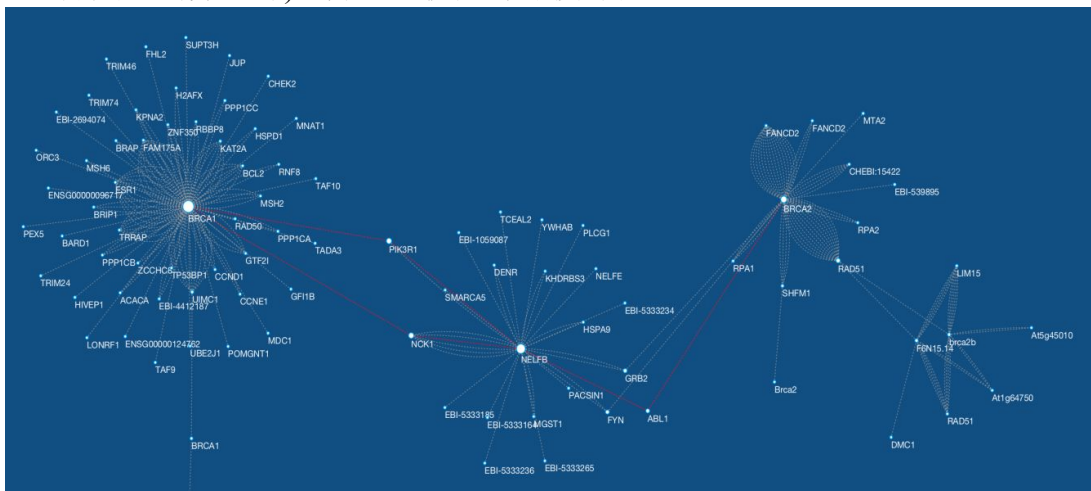 SUPT3H
FHL2
JUP
TRIM46
CHEK2
H2AFX
TRIM74
PPP1CC
KPNA2
EBI-2694074
ZNF350
RBBP8
MNAT1
HSPD1
BRAP
FAM175A
KAT2A
ORC3
MSH6
BCL2
RNF8
TAF10
ESR1
ENSG00000096717
MSH2
BRIP1
BRCA1
RAD50
PEX5
BARD1
TRRAP
PPP1CA
TADA3
PPP1CB
ZCCHC8
GTF2I
TP53BP1
CCND1
TRIM24
HIVEP1
ACACA
EBI-4412187
UIMC1
CCNE1
GFI1B
LONRF1
ENSG00000124762
UBE2J1
POMGNT1
MDC1
TAF9
BRCA1
PIK3R1
SMARCA5
NCK1
TCEAL2
YWHAB
PLCG1
EBI-1059087
DENR
KHDRBS3
NELFE
EBI-5333234
HSPA9
NELFB
GRB2
PACSIN1
EBI-5333185
EBI-5333164
MGST1
FYN
ABL1
EBI-5333236
EBI-5333265
FANCD2
FANCD2
MTA2
CHEBI:15422
EBI-539895
BRCA2
RPA2
RPA1
RAD51
SHFM1
LIM15
At5g45010
F6N15.14
brca2b
Brca2
At1g64750
RAD51
DMC1